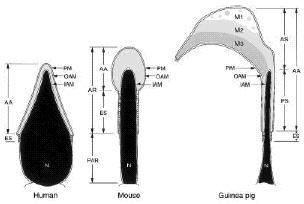 M1
M2
M3
AS
AA
PS
ES
PM
OAM
IAM
N
Guinea pig
AA
AR
ES
PAR
PM
OAM
IAM
N
Mouse
AA
ES
PM
OAM
IAM
N
Human